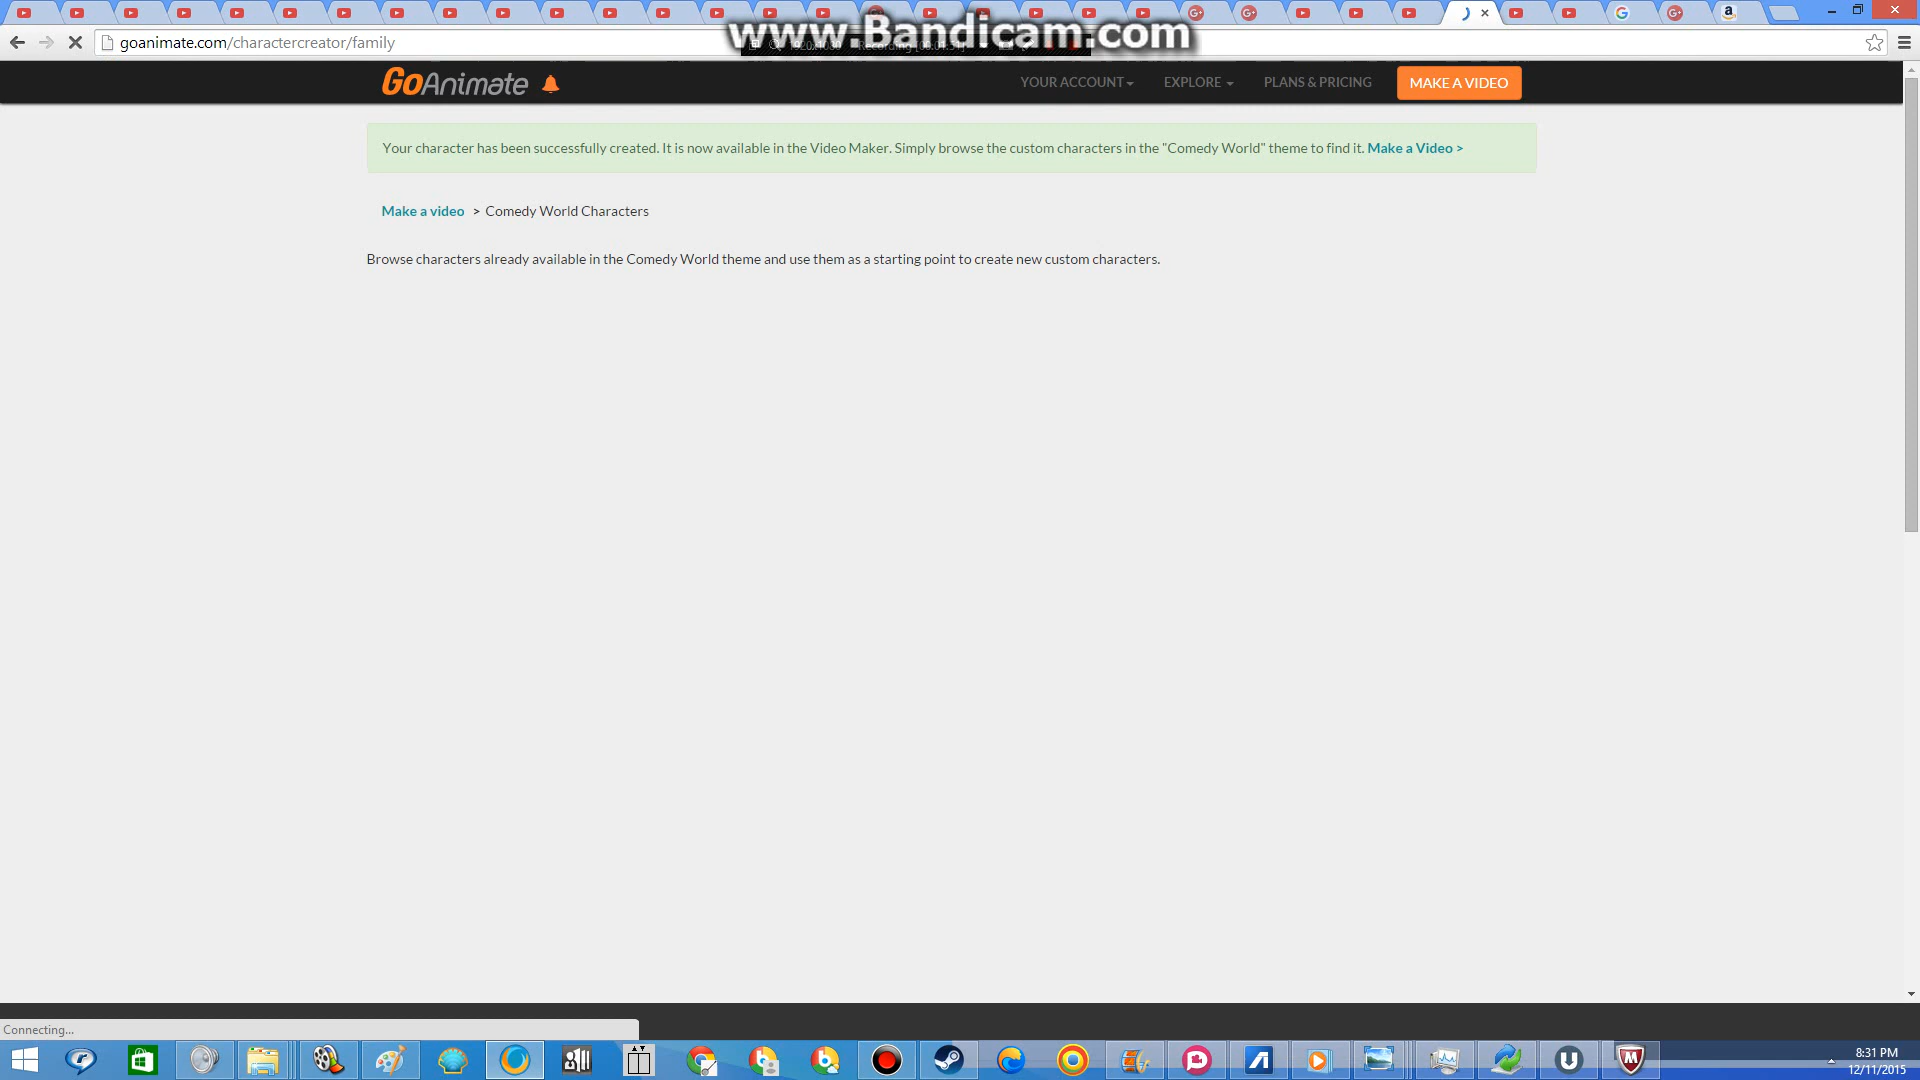 www.Bandicam.com
goanimate.com/charactercreator/family
GoAnimate
YOUR ACCOUNT
EXPLORE
PLANS & PRICING
MAKE A VIDEO
Your character has been successfully created. It is now available in the Video Maker. Simply browse the custom characters in the "Comedy World" theme to find it. Make a Video >
Make a video > Comedy World Characters
Browse characters already available in the Comedy World theme and use them as a starting point to create new custom characters.
Connecting...
8:31 PM
12/11/2015